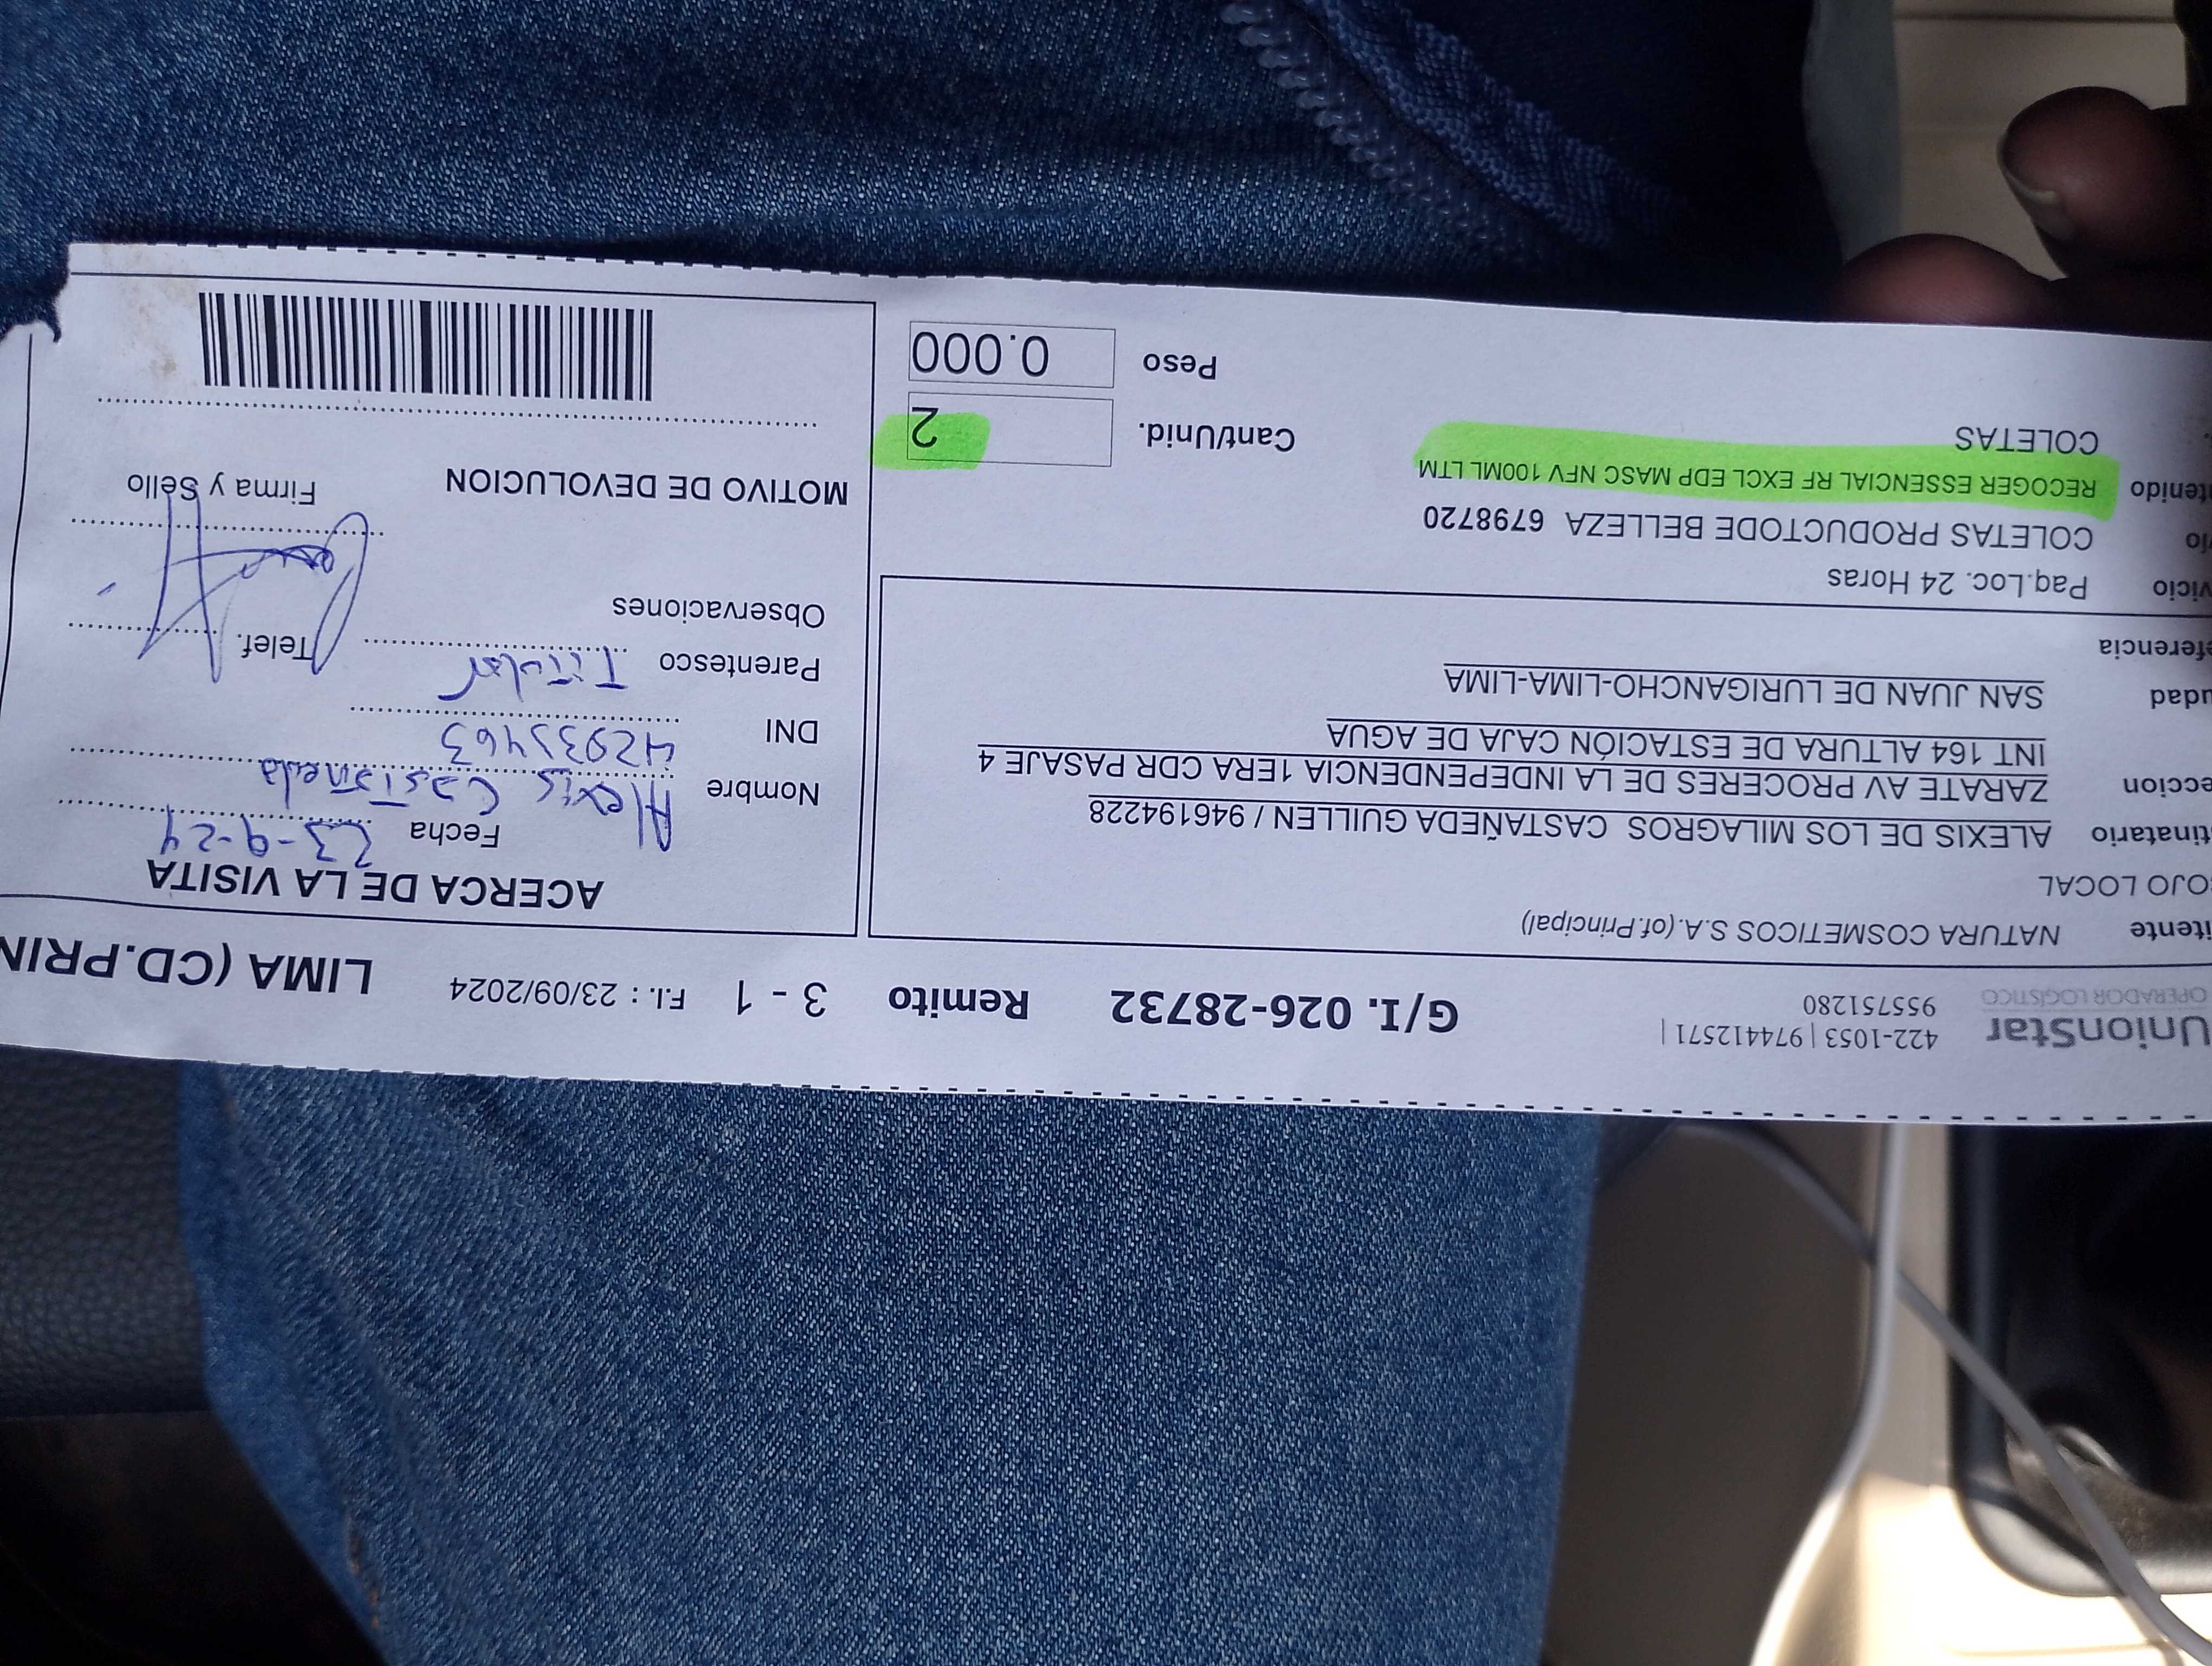 UnionStar
OPERADOR LOGÍSTICO
422-1053 | 974412571 |
955751280
G/I. 026-28732
Remito
3 - 1
F.I. : 23/09/2024
LIMA (CD.PRIN
itente NATURA COSMETICOS S.A.(of.Principal)
OJO LOCAL
tinatario ALEXIS DE LOS MILAGROS CASTAÑEDA GUILLEN / 946194228
eccion ZARATE AV PROCERES DE LA INDEPENDENCIA 1ERA CDR PASAJE 4
INT 164 ALTURA DE ESTACIÓN CAJA DE AGUA
udad SAN JUAN DE LURIGANCHO-LIMA-LIMA
eferencia
vicio Paq.Loc. 24 Horas
ío COLETAS PRODUCTODE BELLEZA 6798720
tenido RECOGER ESSENCIAL RF EXCL EDP MASC NFV 100ML LTM
COLETAS
Cant/Unid. 2
Peso 0.000
ACERCA DE LA VISITA
Fecha 23-9-24
Nombre Alexis Castañeda
DNI
Parentesco Titular
Telef.
Observaciones
MOTIVO DE DEVOLUCION
Firma y Sello